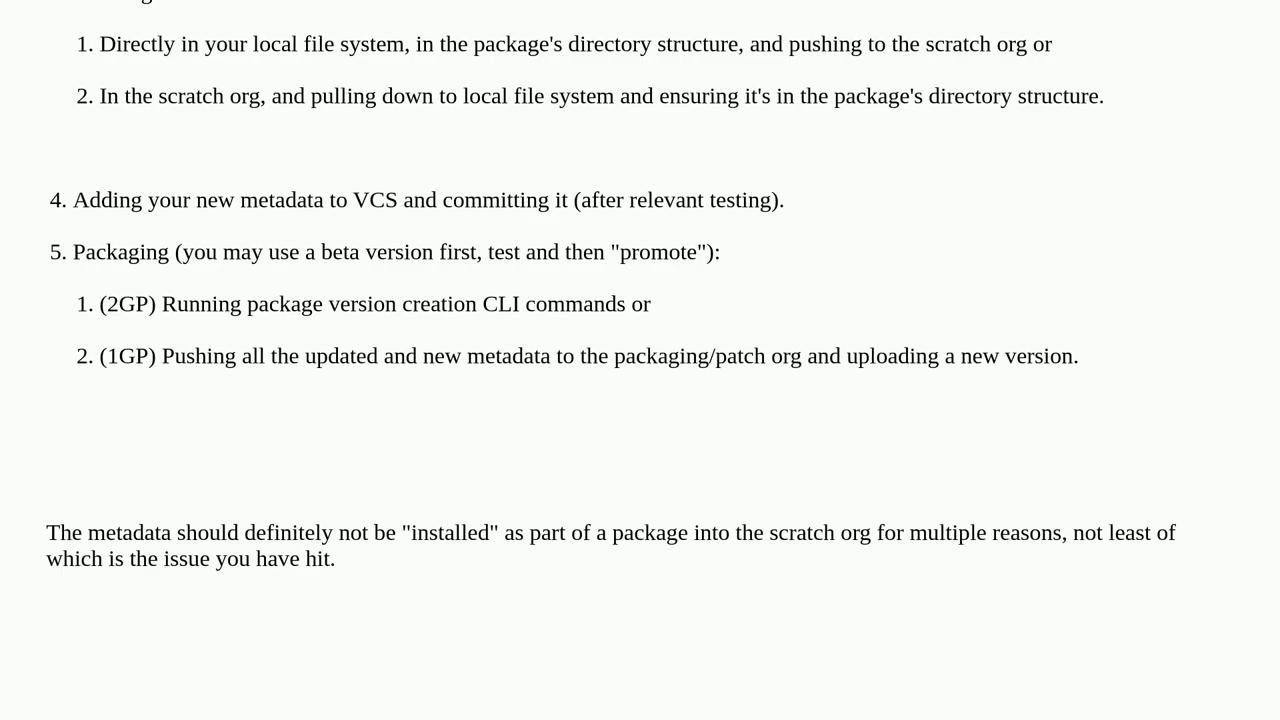 1. Directly in your local file system, in the package's directory structure, and pushing to the scratch org or
2. In the scratch org, and pulling down to local file system and ensuring it's in the package's directory structure.
4. Adding your new metadata to VCS and committing it (after relevant testing).
5. Packaging (you may use a beta version first, test and then "promote"):
1. (2GP) Running package version creation CLI commands or
2. (1GP) Pushing all the updated and new metadata to the packaging/patch org and uploading a new version.
The metadata should definitely not be "installed" as part of a package into the scratch org for multiple reasons, not least of
which is the issue you have hit.